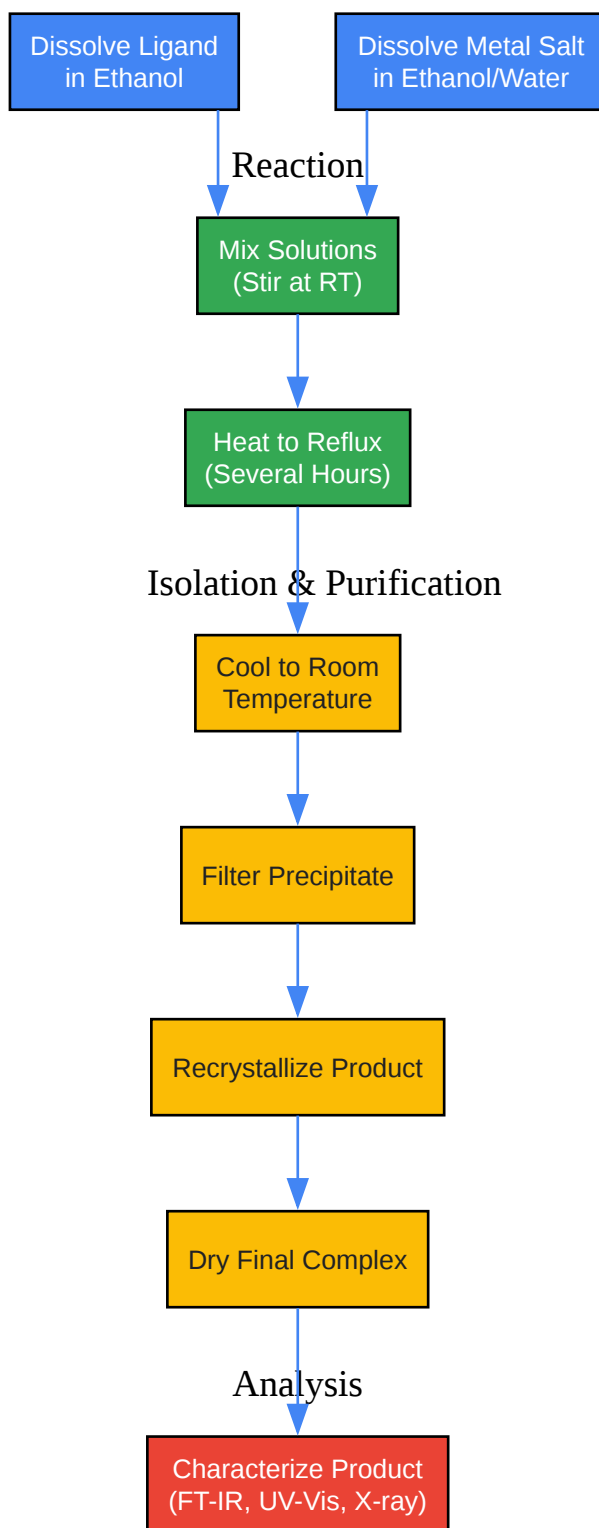 Dissolve Ligand
in Ethanol
Dissolve Metal Salt
in Ethanol/Water
Reaction
Mix Solutions
(Stir at RT)
Heat to Reflux
(Several Hours)
Isolation & Purification
Cool to Room
Temperature
Filter Precipitate
Recrystallize Product
Dry Final Complex
Analysis
Characterize Product
(FT-IR, UV-Vis, X-ray)